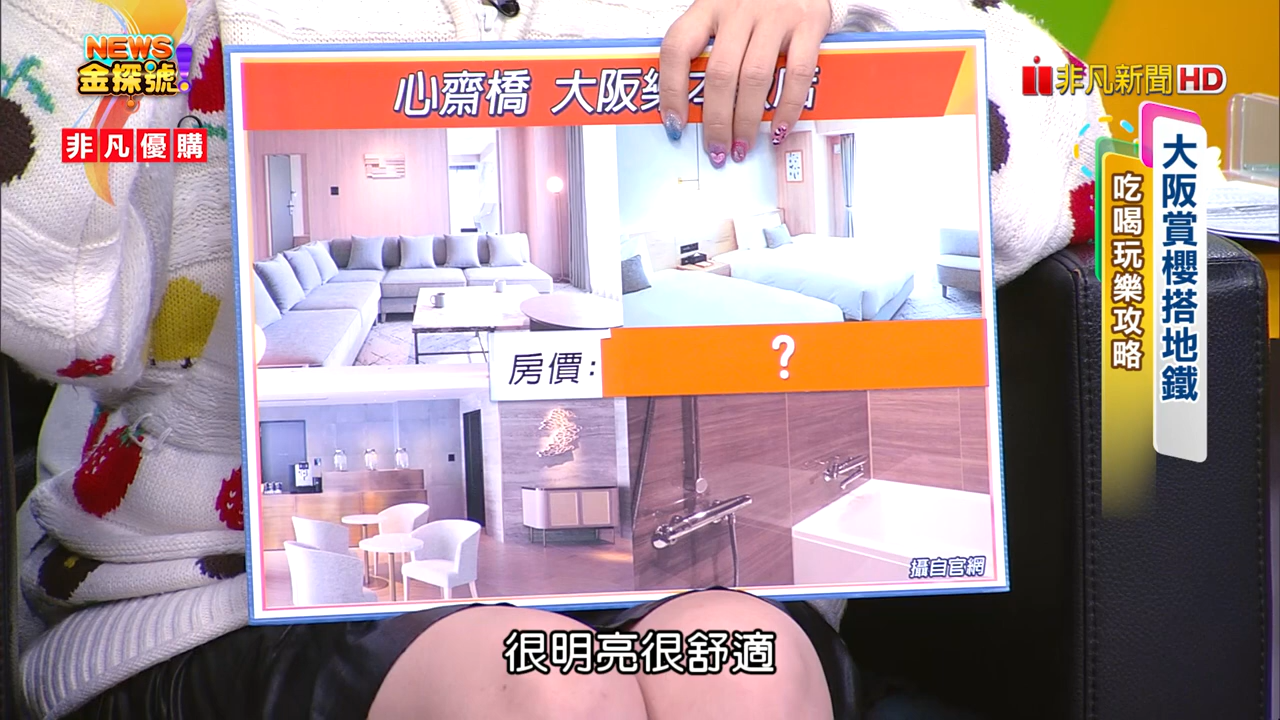 NEWS
金探號!
非凡優購
非凡新聞HD
大阪賞櫻搭地鐵
吃喝玩樂攻略
心齋橋 大阪樂
房價:
?
攝自官網
很明亮很舒適